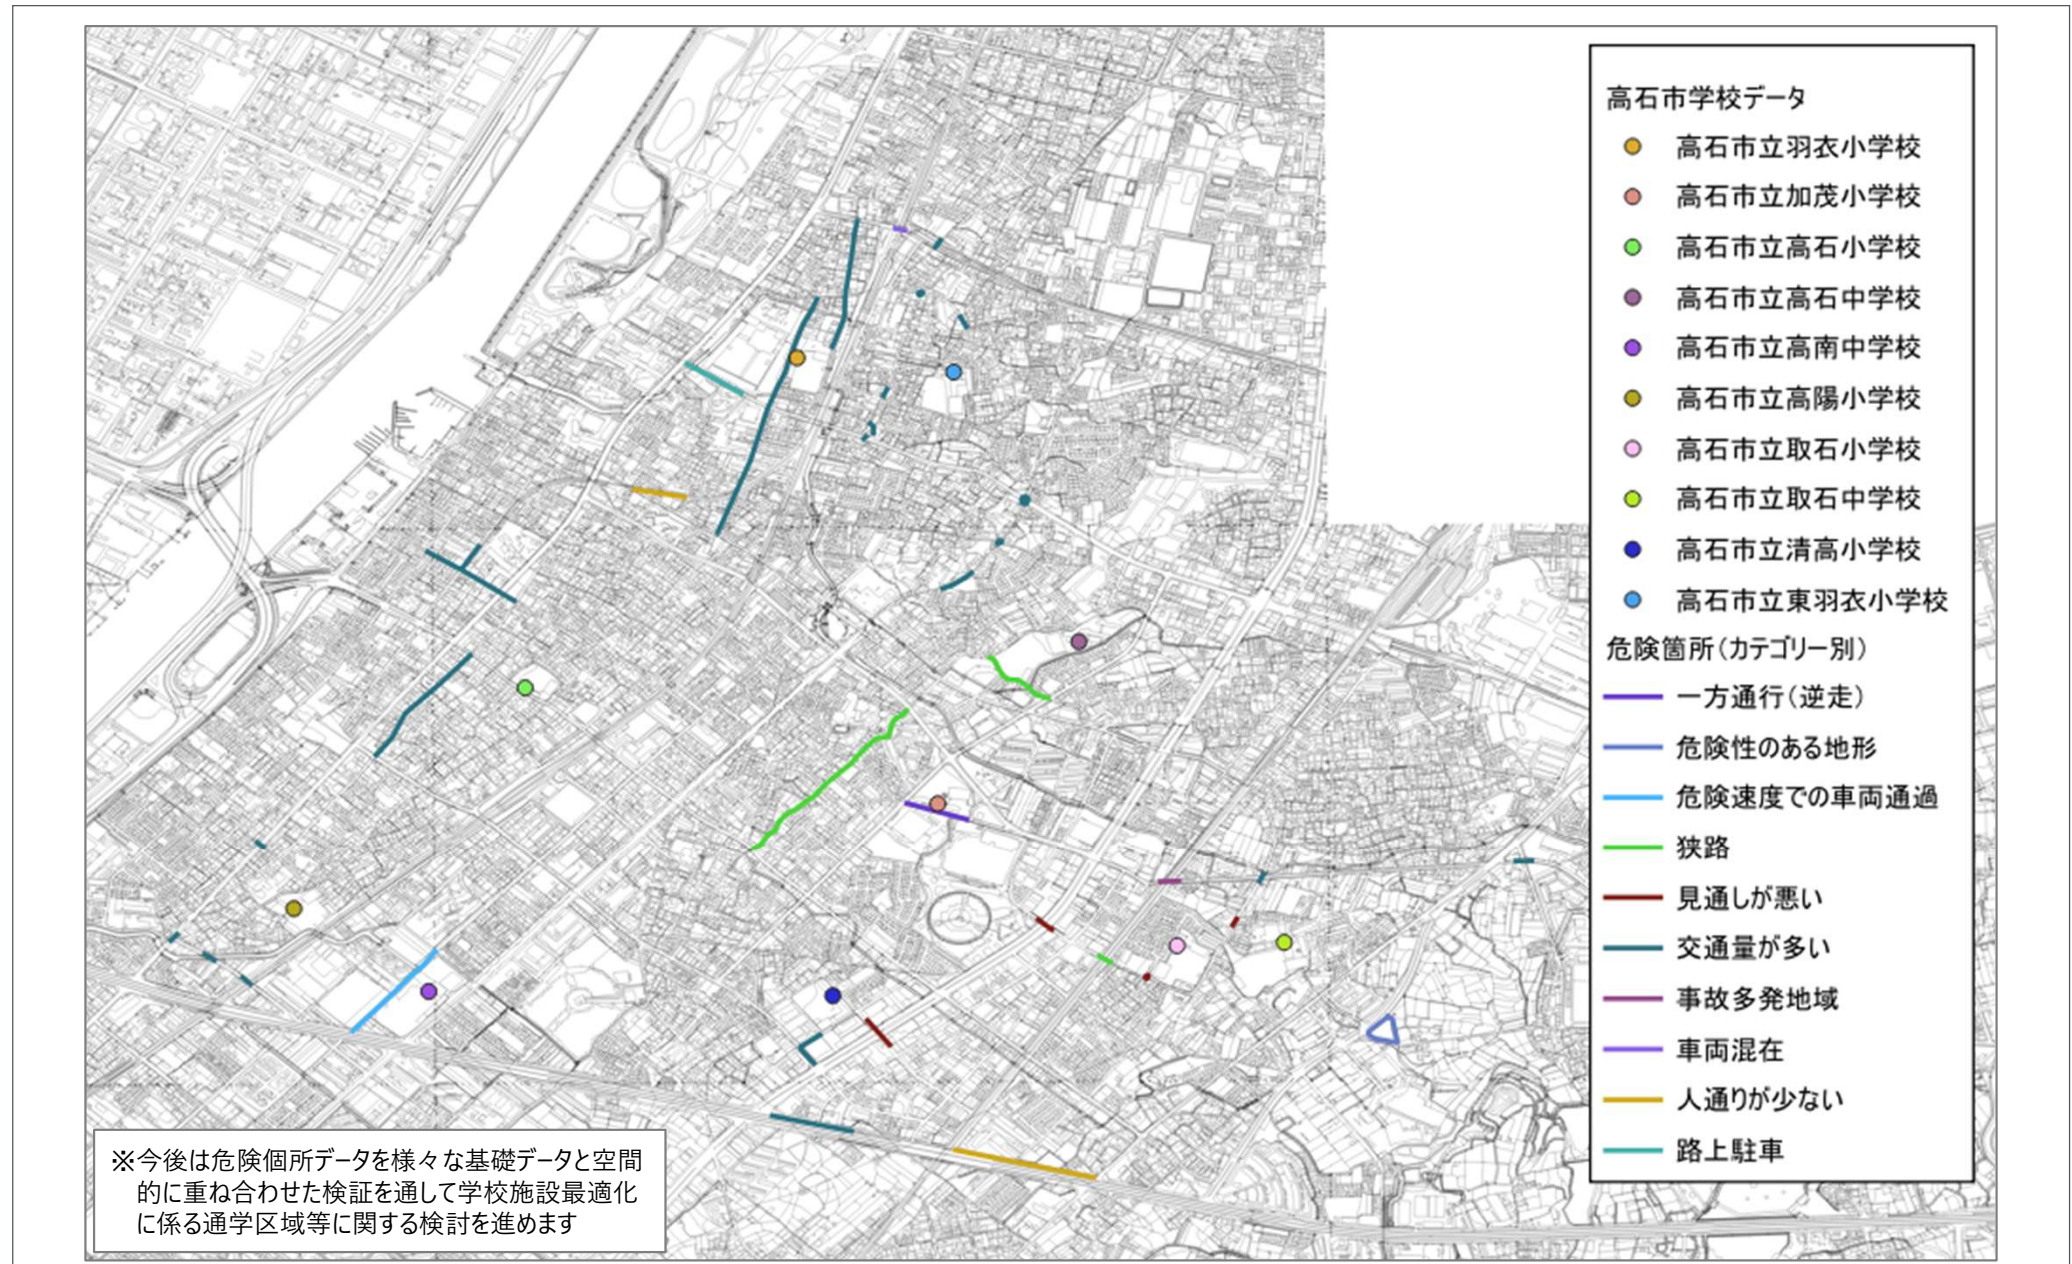 高石市学校データ
高石市立羽衣小学校
高石市立加茂小学校
高石市立高石小学校
高石市立高石中学校
高石市立高南中学校
高石市立高陽小学校
高石市立取石小学校
高石市立取石中学校
高石市立清高小学校
高石市立東羽衣小学校
危険箇所（カテゴリー別）
一方通行（逆走）
危険性のある地形
危険速度での車両通過
狭路
見通しが悪い
交通量が多い
事故多発地域
車両混在
人通りが少ない
路上駐車
※今後は危険個所データを様々な基礎データと空間
的に重ね合わせた検証を通して学校施設最適化
に係る通学区域等に関する検討を進めます